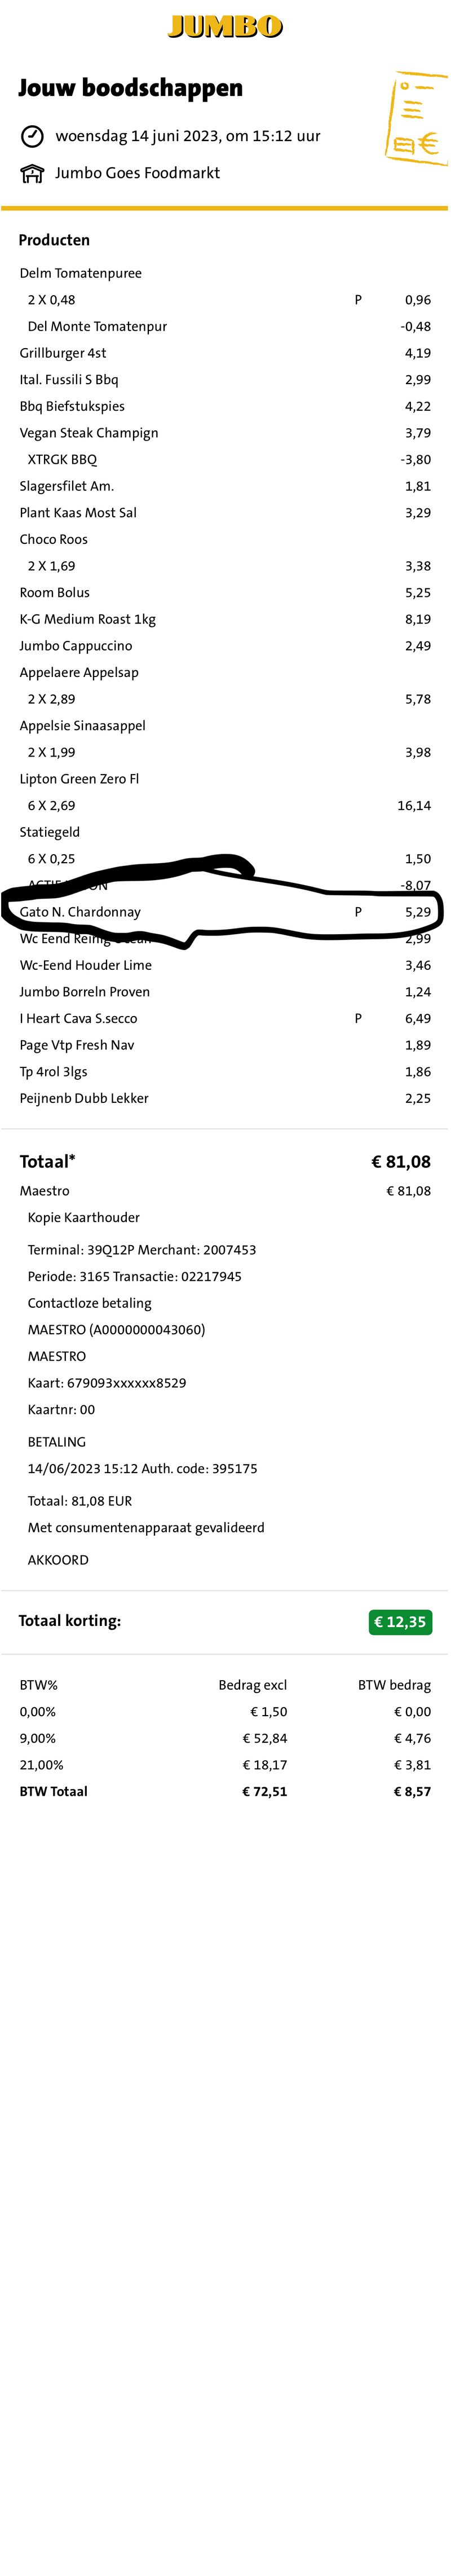 JUMBO
Jouw boodschappen
woensdag 14 juni 2023, om 15:12 uur
Jumbo Goes Foodmarkt
Producten
Delm Tomatenpuree
2 X 0,48 P 0,96
Del Monte Tomatenpur -0,48
Grillburger 4st 4,19
Ital. Fussili S Bbq 2,99
Bbq Biefstukspies 4,22
Vegan Steak Champign 3,79
XTRGK BBQ -3,80
Slagersfilet Am. 1,81
Plant Kaas Most Sal 3,29
Choco Roos
2 X 1,69 3,38
Room Bolus 5,25
K-G Medium Roast 1kg 8,19
Jumbo Cappuccino 2,49
Appelaere Appelsap
2 X 2,89 5,78
Appelsie Sinaasappel
2 X 1,99 3,98
Lipton Green Zero Fl
6 X 2,69 16,14
Statiegeld
6 X 0,25 1,50
-8,07
Gato N. Chardonnay P 5,29
Wc Eend Reinig 2,99
Wc-Eend Houder Lime 3,46
Jumbo Borreln Proven 1,24
I Heart Cava S.secco P 6,49
Page Vtp Fresh Nav 1,89
Tp 4rol 3lgs 1,86
Peijnenb Dubb Lekker 2,25
Totaal* € 81,08
Maestro € 81,08
Kopie Kaarthouder
Terminal: 39Q12P Merchant: 2007453
Periode: 3165 Transactie: 02217945
Contactloze betaling
MAESTRO (A0000000043060)
MAESTRO
Kaart: 679093xxxxxx8529
Kaartnr: 00
BETALING
14/06/2023 15:12 Auth. code: 395175
Totaal: 81,08 EUR
Met consumentenapparaat gevalideerd
AKKOORD
Totaal korting: € 12,35
BTW% Bedrag excl BTW bedrag
0,00% € 1,50 € 0,00
9,00% € 52,84 € 4,76
21,00% € 18,17 € 3,81
BTW Totaal € 72,51 € 8,57